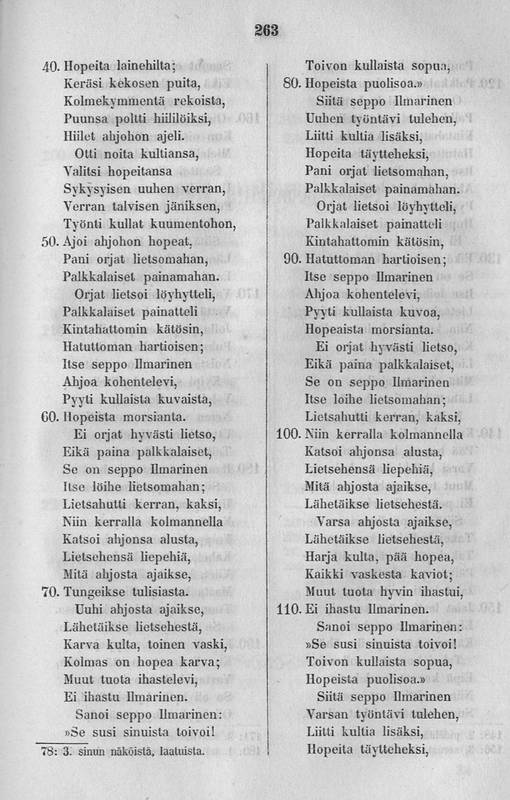 263
40. Hopeita lainehilta;
Keräsi kekosen puita,
Kolmekymmentä rekoista,
Puunsa poltti hiililöiksi,
Hiilet ahjohon ajeli.
Otti noita kultiansa,
Valitsi hopeitansa
Sykysyisen uuhen verran,
Verran talvisen jäniksen,
Työnti kullat kuumentohon,
50. Ajoi ahjohon hopeat,
Pani orjat lietsomahan,
Palkkalaiset painamahan.
Orjat lietsoi löyhytteli,
Palkkalaiset painatteli
Kintahattomin kätösin,
Hatuttoman hartioisen;
Itse seppo Ilmarinen
Ahjoa kohentelevi,
Pyyti kullaista kuvaista,
60. Hopeista morsianta.
Ei orjat hyvästi lietso,
Eikä paina palkkalaiset,
Se on seppo Ilmarinen
Itse löihe lietsomahan;
Lietsahutti kerran, kaksi,
Niin kerralla kolmannella
Katsoi ahjonsa alusta,
Lietsehensä liepehiä,
Mitä ahjosta ajaikse,
70. Tungeikse tulisiasta.
Uuhi ahjosta ajaikse,
Lähetäikse lietsehestä,
Karva kulta, toinen vaski,
Kolmas on hopea karva;
Muut tuota ihastelevi,
Ei ihastu Ilmarinen.
Sanoi seppo Ilmarinen:
»Se susi sinuista toivoi!
78: 3. sinun näköistä, laatuista.
Toivon kullaista sopua,
80. Hopeista puolisoa.»
Siitä seppo Ilmarinen
Uuhen työntävi tulehen,
Liitti kultia lisäksi,
Hopeita täytteheksi,
Pani orjat lietsomahan,
Palkkalaiset painamahan.
Orjat lietsoi löyhytteli,
Palkkalaiset painatteli
Kintahattomin kätösin,
90. Hatuttoman hartioisen;
Itse seppo Ilmarinen
Ahjoa kohentelevi,
Pyyti kullaista kuvoa,
Hopeaista morsianta.
Ei orjat hyvästi lietso,
Eikä paina palkkalaiset,
Se on seppo Ilmarinen
Itse loihe lietsomahan;
Lietsahutti kerran, kaksi,
100. Niin kerralla kolmannella
Katsoi ahjonsa alusta,
Lietsehensä liepehiä,
Mitä ahjosta ajaikse,
Lähetäikse lietsehestä.
Varsa ahjosta ajaikse,
Lähetäikse lietsehestä,
Harja kulta, pää hopea,
Kaikki vaskesta kaviot;
Muut tuota hyvin ihastui,
110. Ei ihastu Ilmarinen.
Sanoi seppo Ilmarinen:
»Se susi sinuista toivoi!
Toivon kullaista sopua,
Hopeista puolisoa.»
Siitä seppo Ilmarinen
Varsan työntävi tulehen,
Liitti kultia lisäksi,
Hopeita täytteheksi,